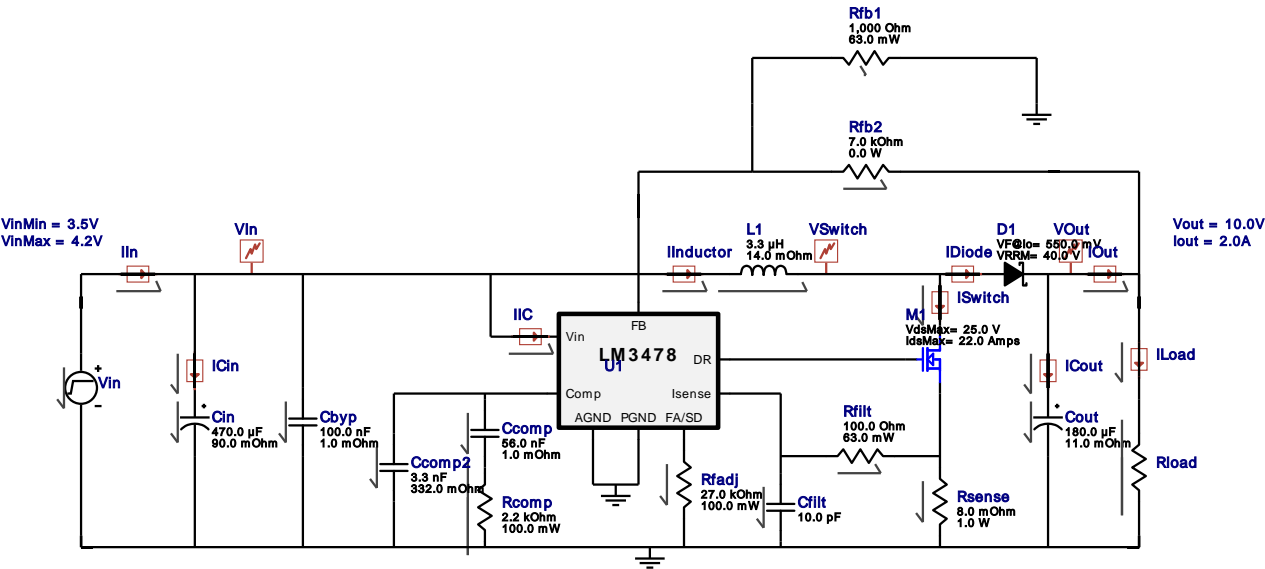 Rfb1
1,000 Ohm
63.0 mW
Rfb2
7.0 kOhm
0.0 W
VinMin = 3.5V
VinMax = 4.2V
IIn
VIn
IInductor
L1
3.3 µH
14.0 mOhm
VSwitch
IDiode
D1
VF@Io= 550.0 mV
VRRM= 40.0 V
VOut
IOut
Vout = 10.0V
Iout = 2.0A
ISwitch
IIC
M1
VdsMax= 25.0 V
IdsMax= 22.0 Amps
Vin
FB
LM3478
U1
DR
Comp
Isense
AGND
PGND
FA/SD
Vin
+
–
ICin
Cin
470.0 µF
90.0 mOhm
Cbyp
100.0 nF
1.0 mOhm
Ccomp2
3.3 nF
332.0 mOhm
Ccomp
56.0 nF
1.0 mOhm
Rcomp
2.2 kOhm
100.0 mW
Rfadj
27.0 kOhm
100.0 mW
Cfilt
10.0 pF
Rfilt
100.0 Ohm
63.0 mW
Rsense
8.0 mOhm
1.0 W
ICout
Cout
180.0 µF
11.0 mOhm
ILoad
Rload